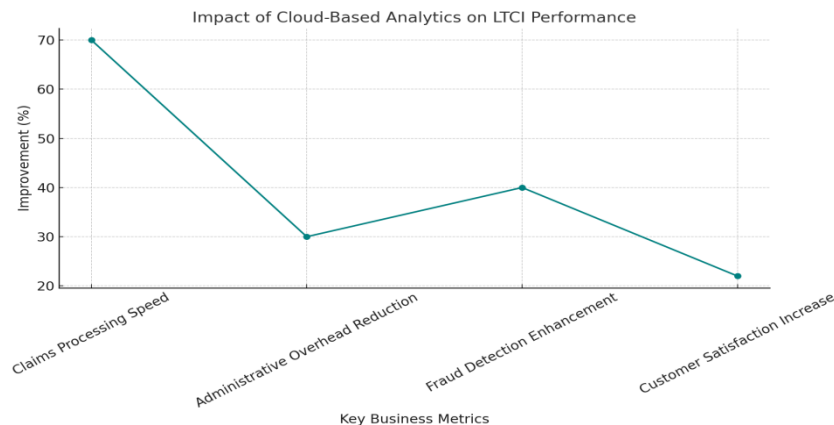 Impact of Cloud-Based Analytics on LTCI Performance
Improvement (%)
70
60
50
40
30
20
Claims Processing Speed
Administrative Overhead Reduction
Fraud Detection Enhancement
Customer Satisfaction Increase
Key Business Metrics